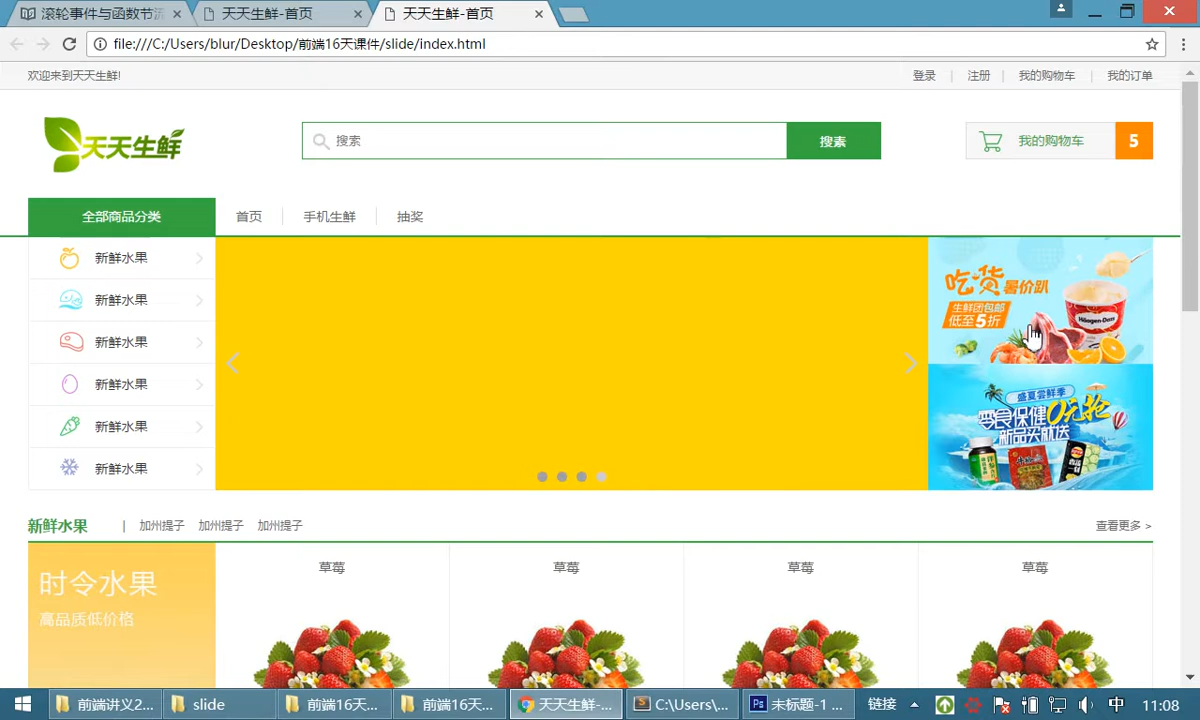 滚轮事件与函数节流
天天生鲜-首页
天天生鲜-首页
file:///C:/Users/blur/Desktop/前端16天课件/slide/index.html
欢迎来到天天生鲜!
登录 | 注册 | 我的购物车 | 我的订单
天天生鲜
搜索
搜索
我的购物车
5
全部商品分类
首页
手机生鲜
抽奖
新鲜水果
新鲜水果
新鲜水果
新鲜水果
新鲜水果
新鲜水果
吃货暑价趴
生鲜团包邮
低至5折
Häagen-Dazs
盛夏尝鲜季
零食保健0元抢
新品买就送
新鲜水果 | 加州提子 加州提子 加州提子
查看更多 >
时令水果
高品质低价格
草莓
草莓
草莓
草莓
前端讲义2...
slide
前端16天...
前端16天...
天天生鲜-...
C:\Users\...
未标题-1 ...
链接
中
11:08